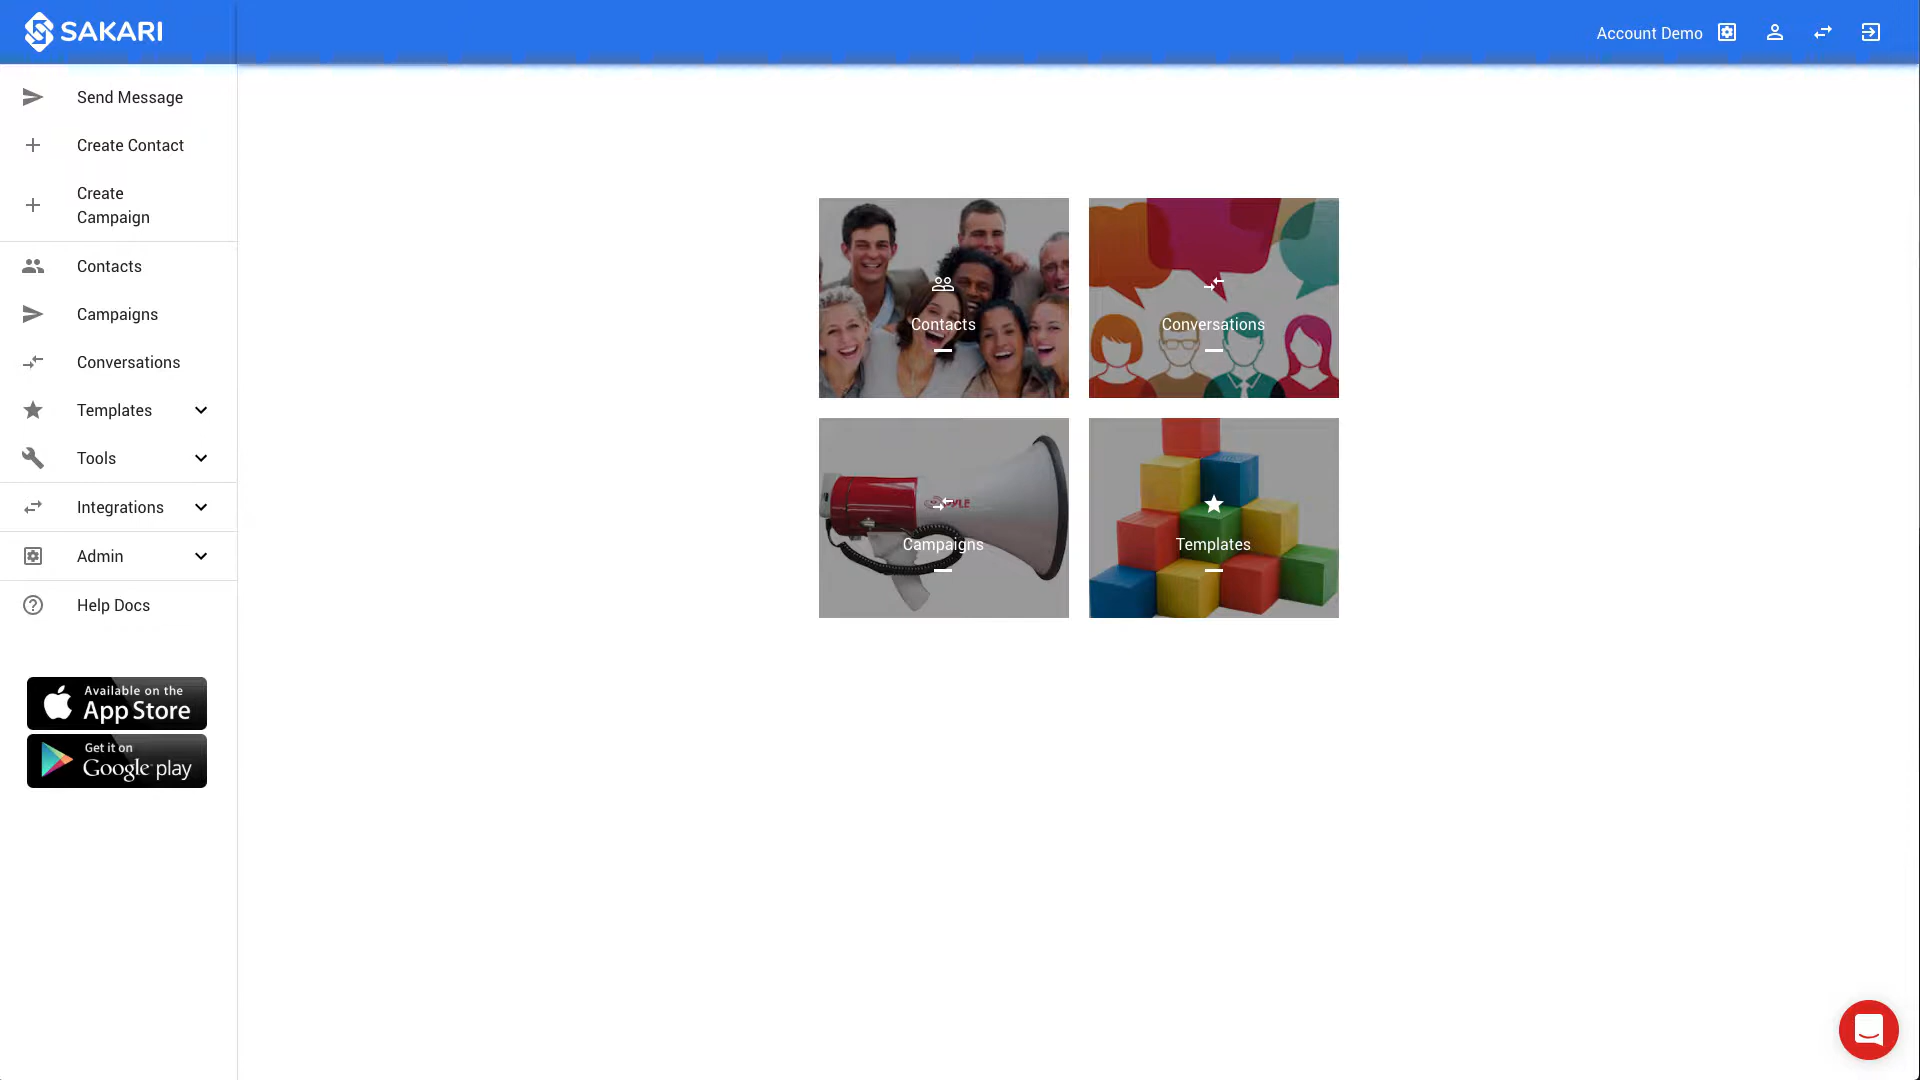 SAKARI
Account Demo
Send Message
Create Contact
Create
Campaign
Contacts
Campaigns
Conversations
Templates
Tools
Integrations
Admin
Help Docs
Available on the
App Store
Get it on
Google play
Contacts
Conversations
Campaigns
Templates